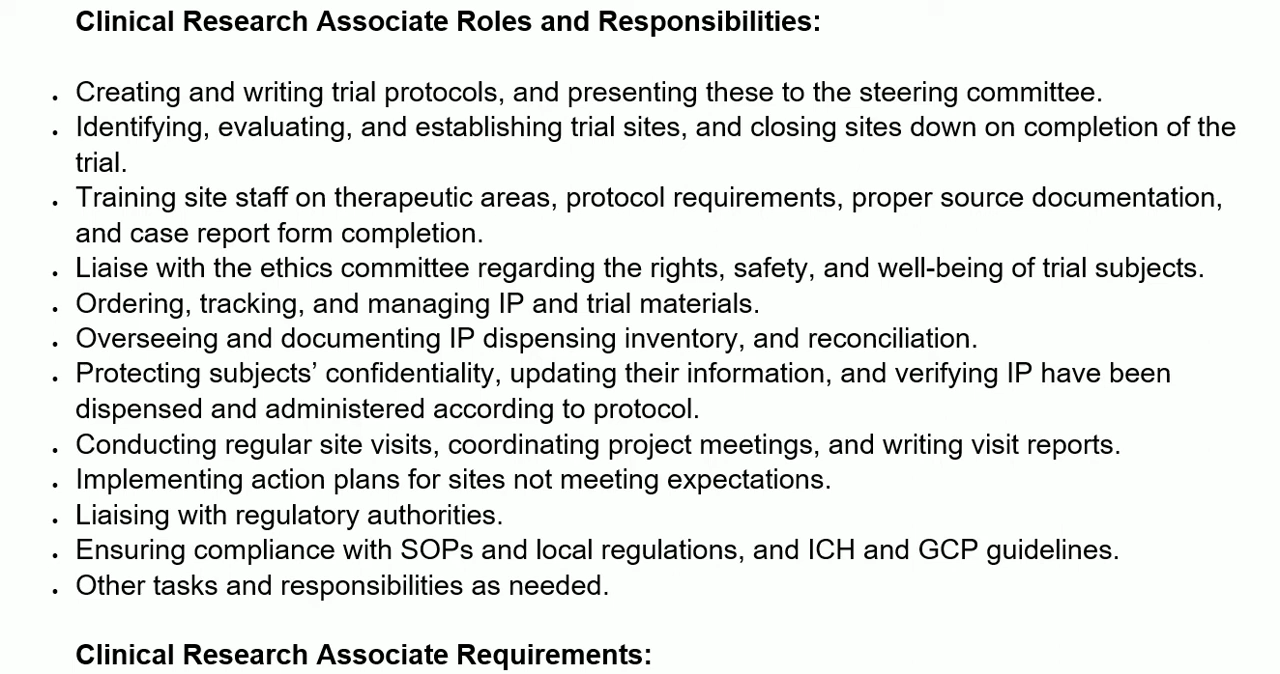 Clinical Research Associate Roles and Responsibilities:
• Creating and writing trial protocols, and presenting these to the steering committee.
• Identifying, evaluating, and establishing trial sites, and closing sites down on completion of the
trial.
• Training site staff on therapeutic areas, protocol requirements, proper source documentation,
and case report form completion.
• Liaise with the ethics committee regarding the rights, safety, and well-being of trial subjects.
• Ordering, tracking, and managing IP and trial materials.
• Overseeing and documenting IP dispensing inventory, and reconciliation.
• Protecting subjects’ confidentiality, updating their information, and verifying IP have been
dispensed and administered according to protocol.
• Conducting regular site visits, coordinating project meetings, and writing visit reports.
• Implementing action plans for sites not meeting expectations.
• Liaising with regulatory authorities.
• Ensuring compliance with SOPs and local regulations, and ICH and GCP guidelines.
• Other tasks and responsibilities as needed.
Clinical Research Associate Requirements: